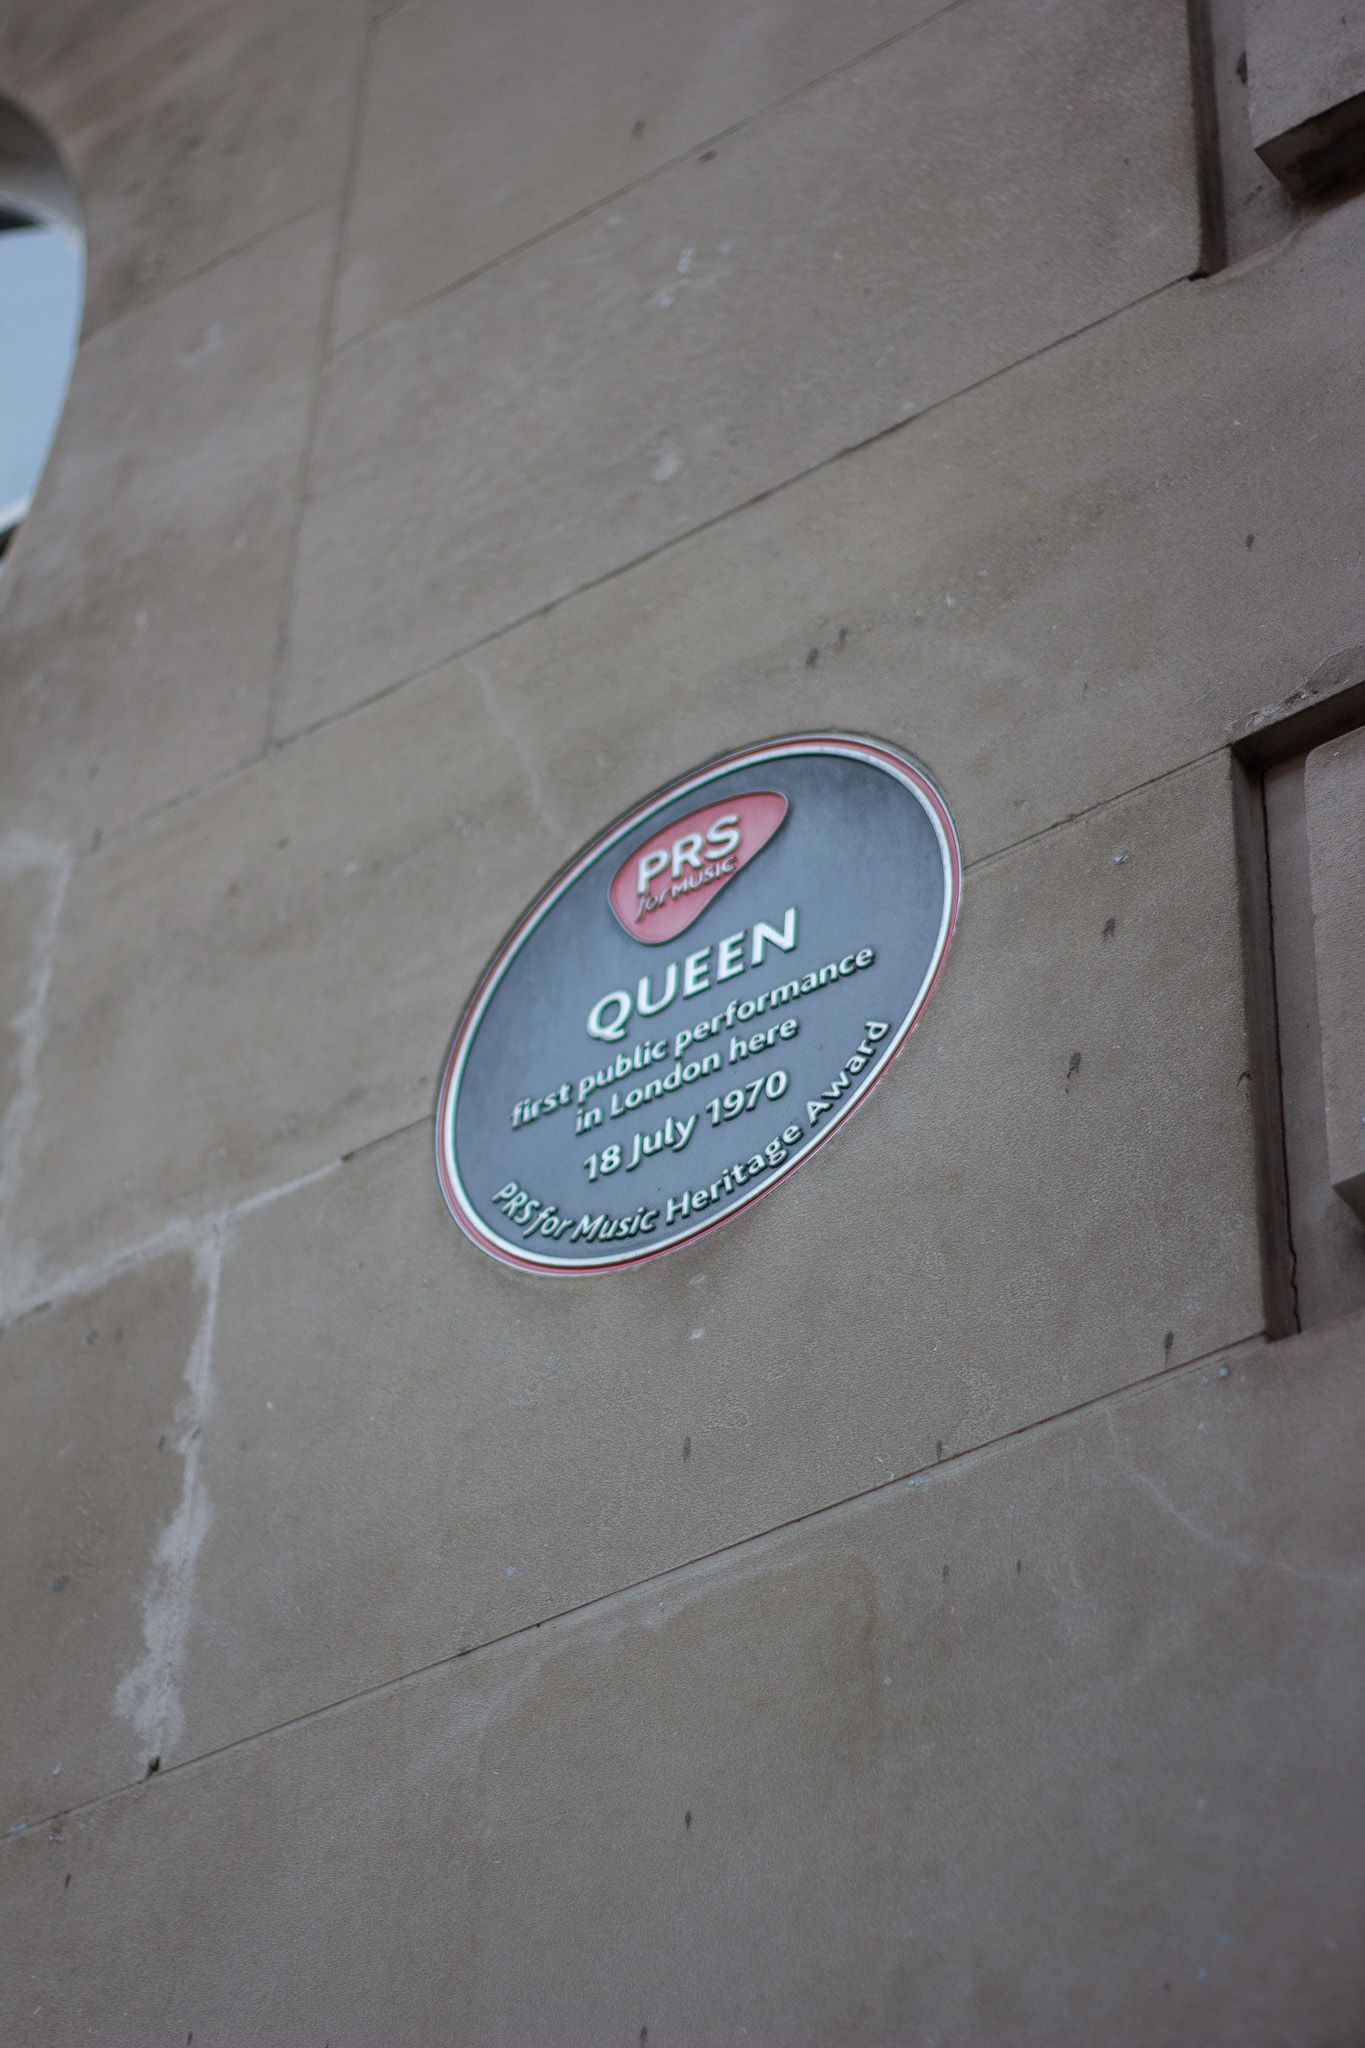 PRS
for MUSIC
QUEEN
first public performance
in London here
18 July 1970
PRS for Music Heritage Award